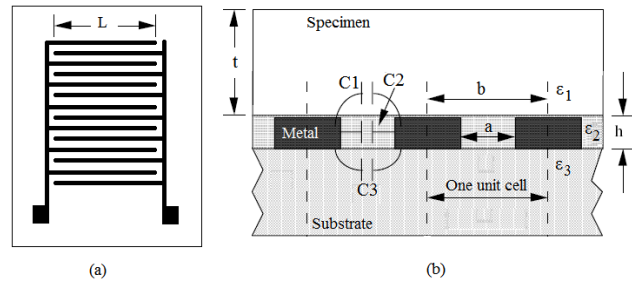 L
(a)
Specimen
t
C1
C2
b
ε1
Metal
a
ε2
h
C3
ε3
One unit cell
Substrate
(b)